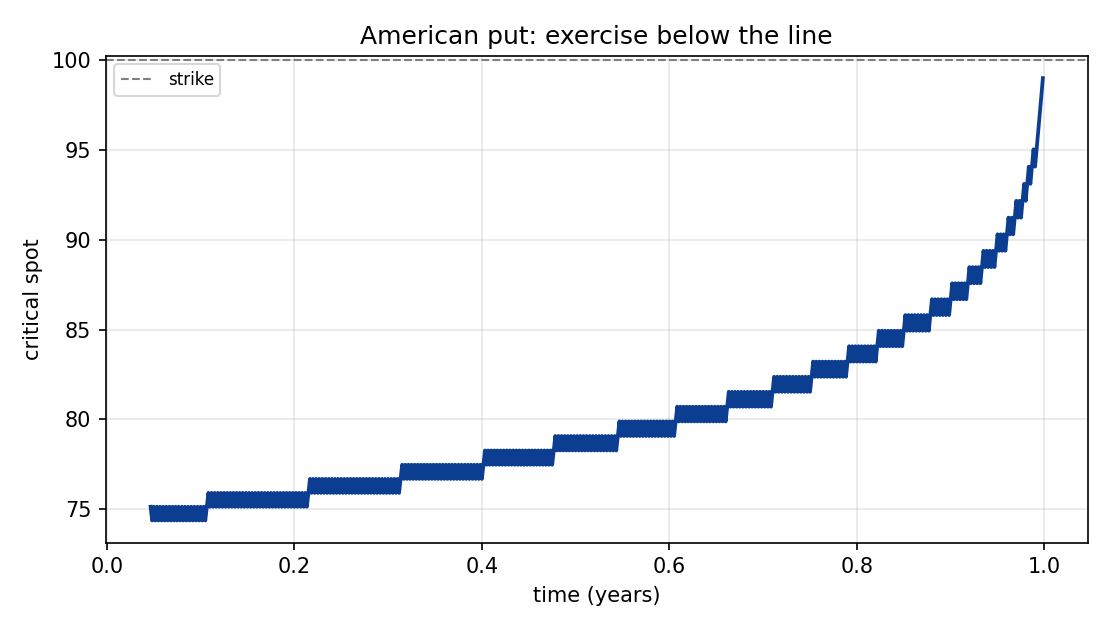 American put: exercise below the line
strike
critical spot
100
95
90
85
80
75
0.0 0.2 0.4 0.6 0.8 1.0
time (years)